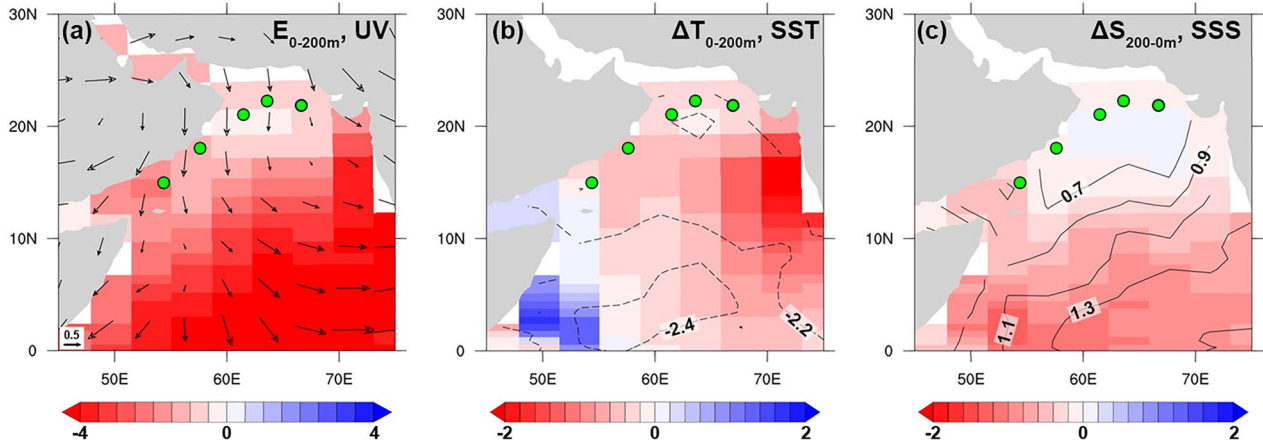 (a) E0-200m, UV
(b) ΔT0-200m, SST
(c) ΔS200-0m, SSS
30N
20N
10N
0
0.5
50E 60E 70E
-4 0 4
30N
20N
10N
0
-2.4
-2.2
50E 60E 70E
-2 0 2
30N
20N
10N
0
0.7
0.9
1.1
1.3
50E 60E 70E
-2 0 2